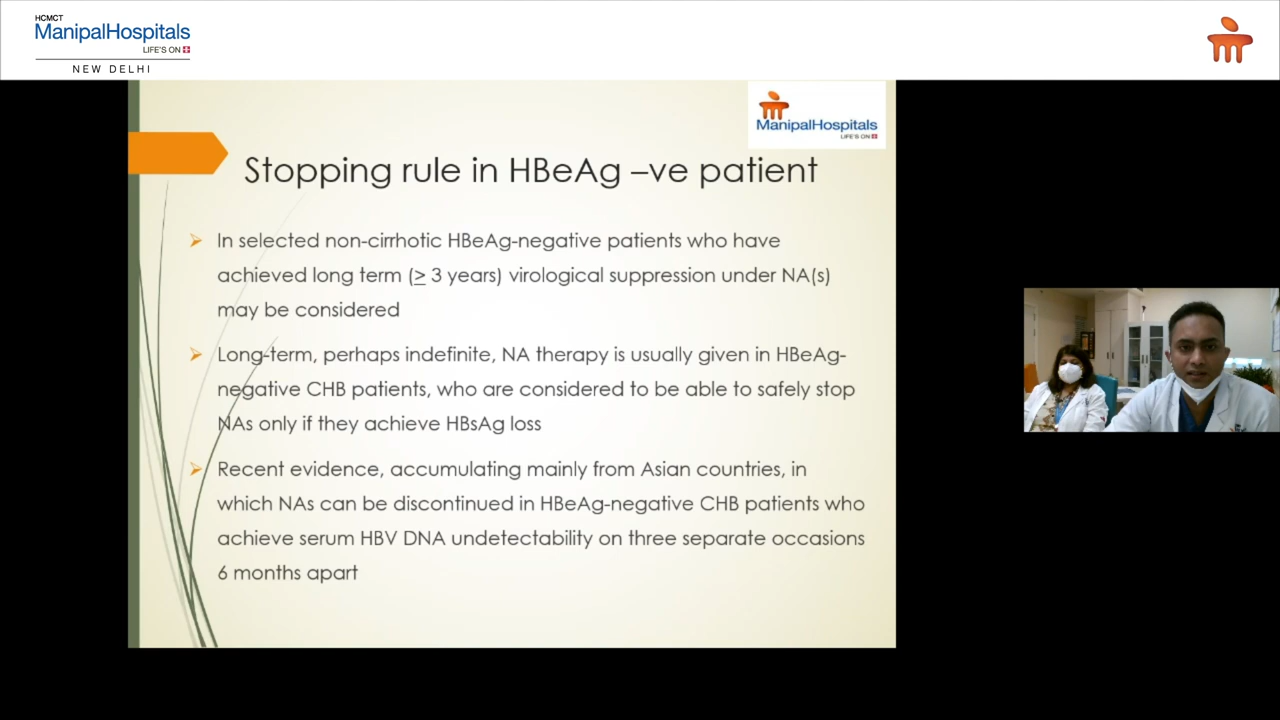 HCMCT
ManipalHospitals
LIFE'S ON
NEW DELHI
ManipalHospitals
LIFE'S ON
Stopping rule in HBeAg –ve patient
In selected non-cirrhotic HBeAg-negative patients who have
achieved long term (≥ 3 years) virological suppression under NA(s)
may be considered
Long-term, perhaps indefinite, NA therapy is usually given in HBeAg-
negative CHB patients, who are considered to be able to safely stop
NAs only if they achieve HBsAg loss
Recent evidence, accumulating mainly from Asian countries, in
which NAs can be discontinued in HBeAg-negative CHB patients who
achieve serum HBV DNA undetectability on three separate occasions
6 months apart